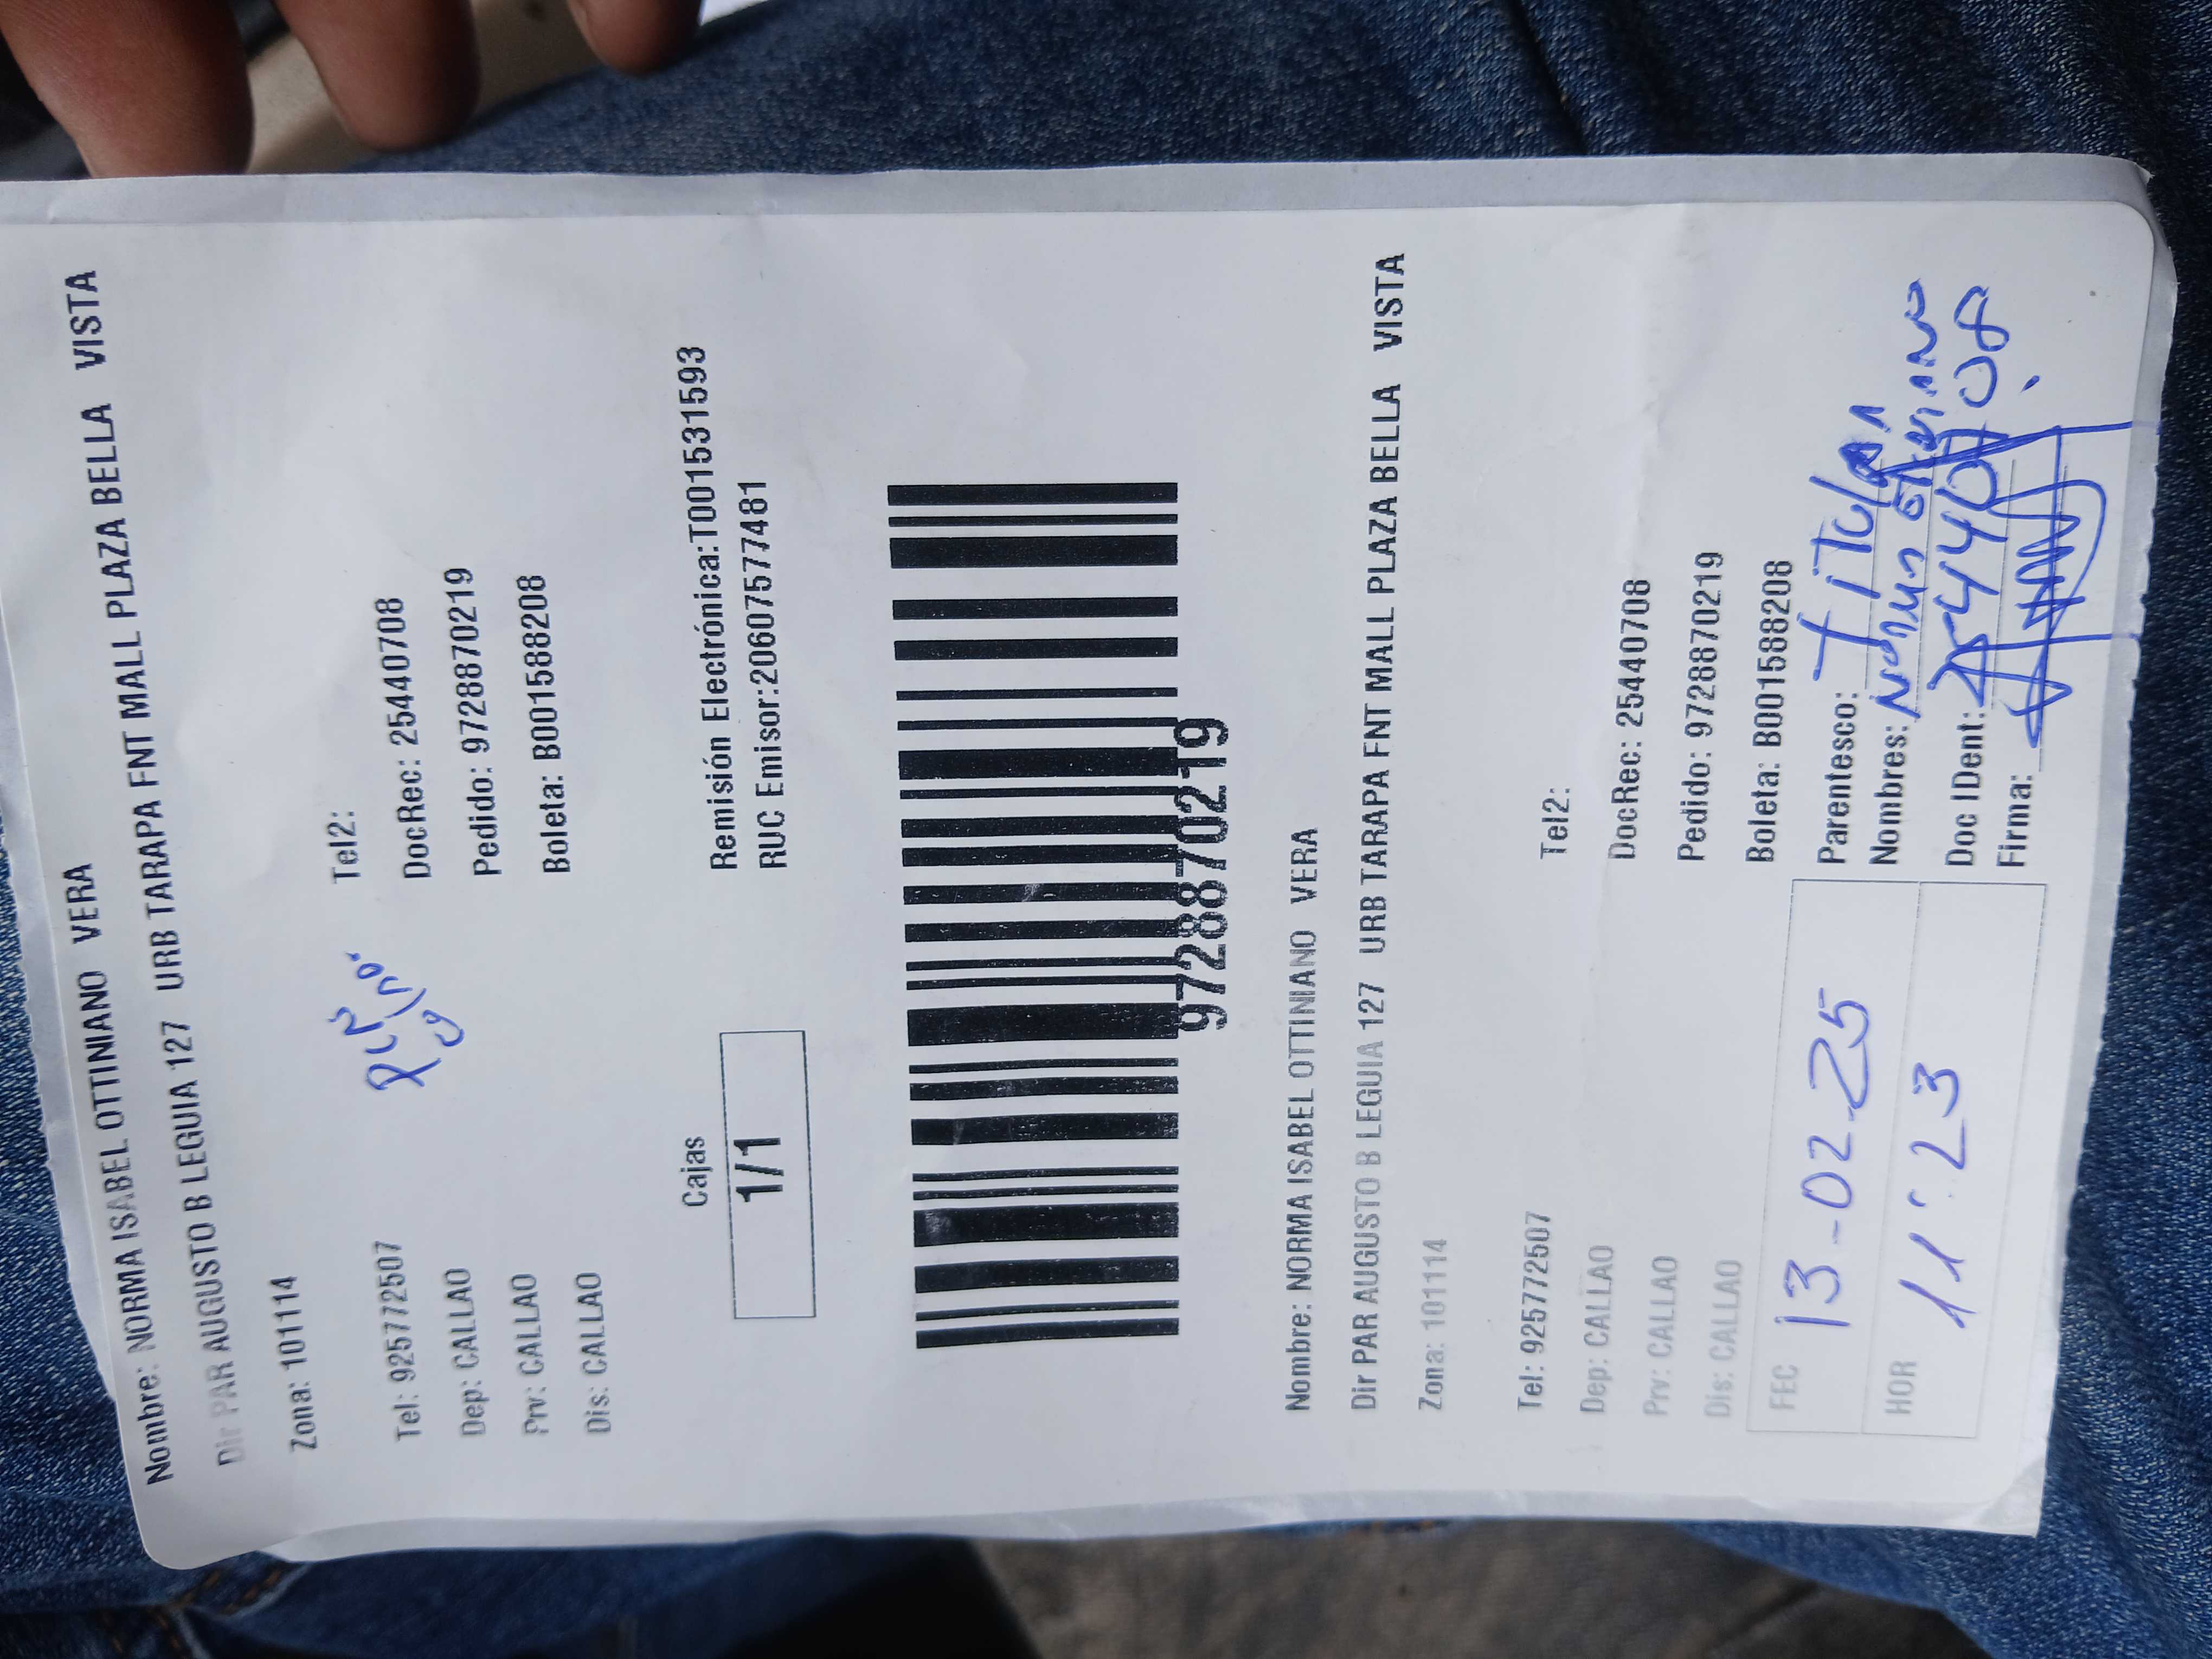 Nombre: NORMA ISABEL OTTINIANO VERA
Dir PAR AUGUSTO B LEGUIA 127 URB TARAPA FNT MALL PLAZA BELLA VISTA
Zona: 101114
Tel: 925772507 Tel2:
Dep: CALLAO DocRec: 25440708
Prv: CALLAO Pedido: 9728870219
Dis: CALLAO Boleta: B001588208
Cajas Remisión Electrónica:T001531593
1/1 RUC Emisor:20607577481
9728870219
Nombre: NORMA ISABEL OTTINIANO VERA
Dir PAR AUGUSTO B LEGUIA 127 URB TARAPA FNT MALL PLAZA BELLA VISTA
Zona: 101114
Tel: 925772507 Tel2:
Dep: CALLAO DocRec: 25440708
Prv: CALLAO Pedido: 9728870219
Dis: CALLAO Boleta: B001588208
FEC 13-02-25 Parentesco: Titular
HOR 11:23 Nombres: Norma Ottiniano
Doc IDent: 25440708
Firma: